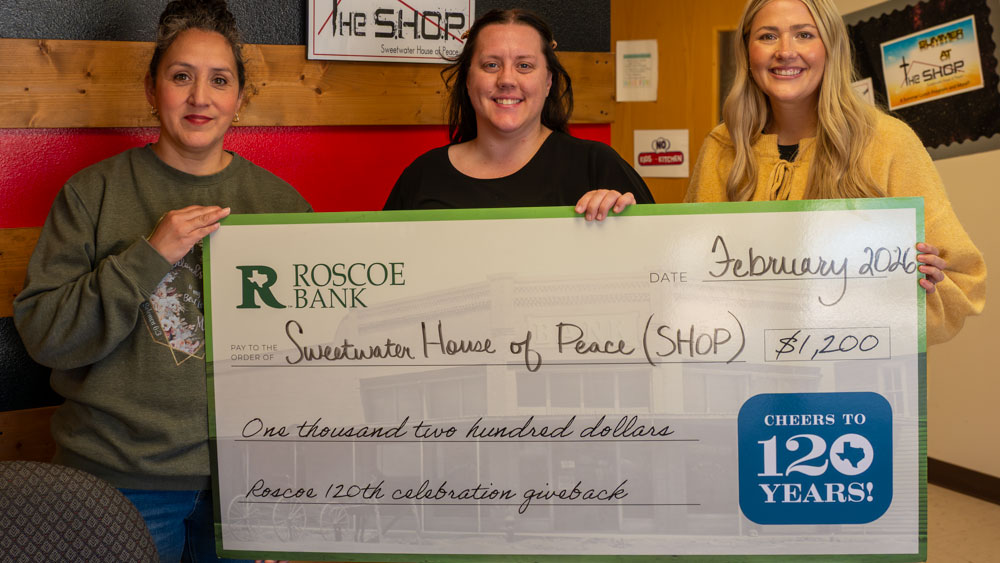 The S.H.O.P.
Sweetwater House of Peace
SUMMER
AT
The S.H.O.P.
NO
KIDS IN KITCHEN
R ROSCOE
BANK
DATE February 2026
PAY TO THE
ORDER OF Sweetwater House of Peace (SHOP) $1,200
One thousand two hundred dollars
Roscoe 120th celebration giveback
CHEERS TO
120
YEARS!